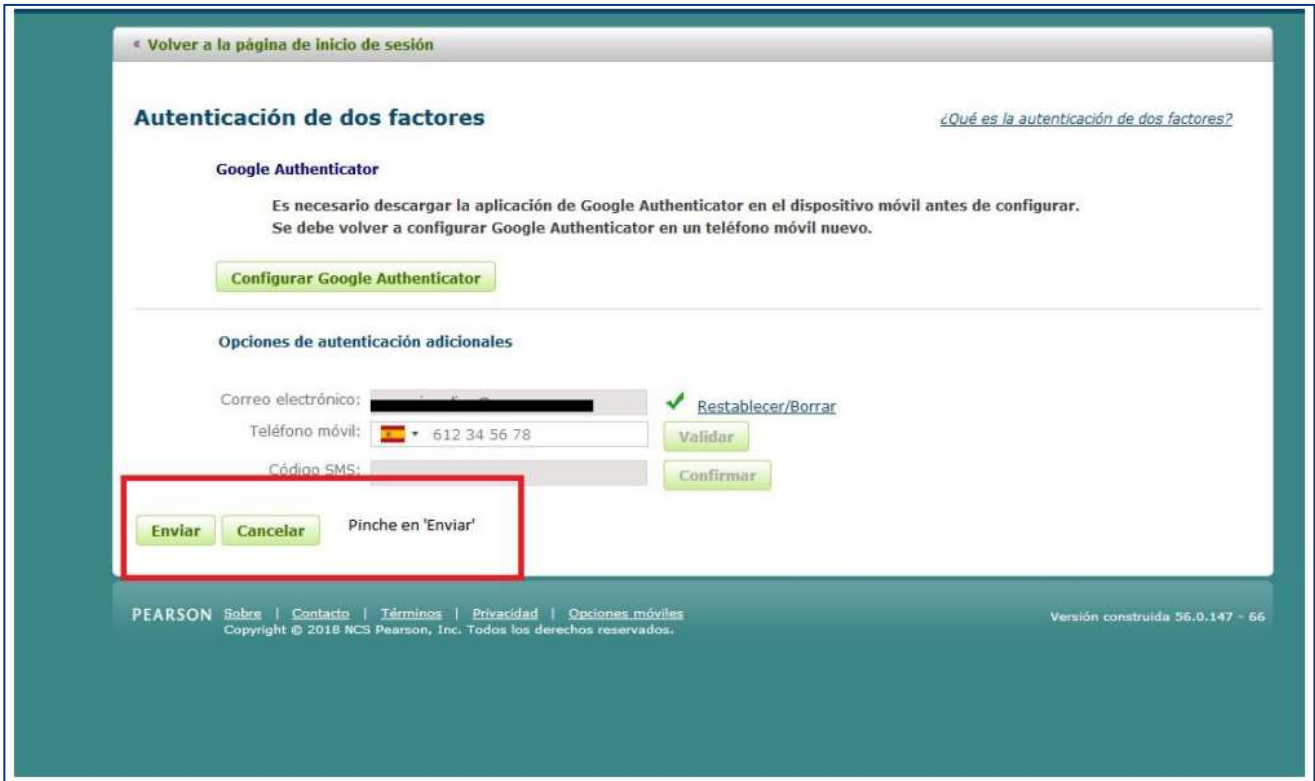 « Volver a la página de inicio de sesión
Autenticación de dos factores
¿Qué es la autenticación de dos factores?
Google Authenticator
Es necesario descargar la aplicación de Google Authenticator en el dispositivo móvil antes de configurar.
Se debe volver a configurar Google Authenticator en un teléfono móvil nuevo.
Configurar Google Authenticator
Opciones de autenticación adicionales
Correo electrónico:
Restablecer/Borrar
Teléfono móvil: 612 34 56 78 Validar
Código SMS: Confirmar
Enviar Cancelar Pinche en 'Enviar'
PEARSON Sobre | Contacto | Términos | Privacidad | Opciones móviles
Copyright © 2018 NCS Pearson, Inc. Todos los derechos reservados.
Versión construida 56.0.147 - 66